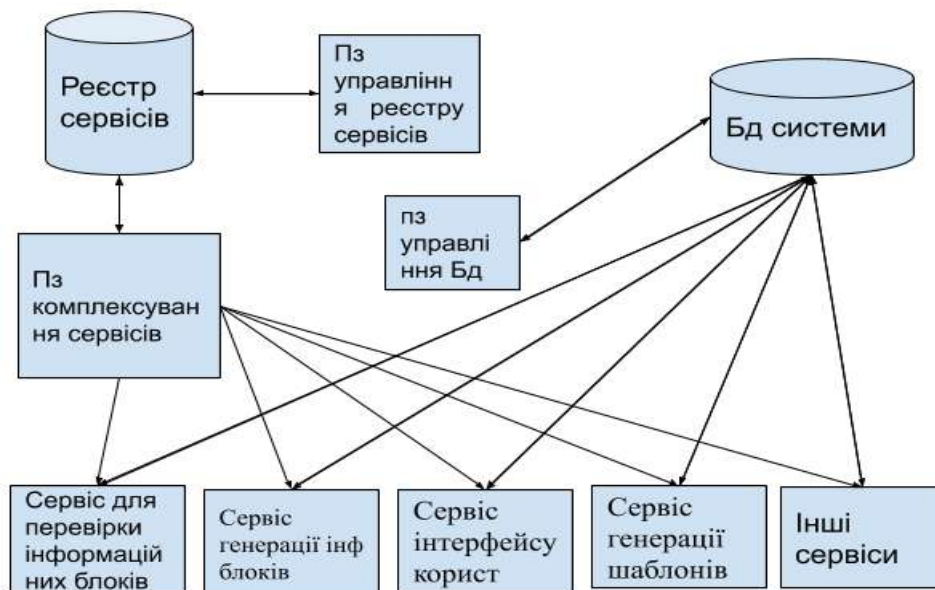 Реєстр
сервісів
Пз
управлінн
я реєстру
сервісів
Бд системи
пз
управлі
ння Бд
Пз
комплексуван
ня сервісів
Сервіс для
перевірки
інформацій
них блоків
Сервіс
генерації інф
блоків
Сервіс
інтерфейсу
корист
Сервіс
генерації
шаблонів
Інші
сервіси